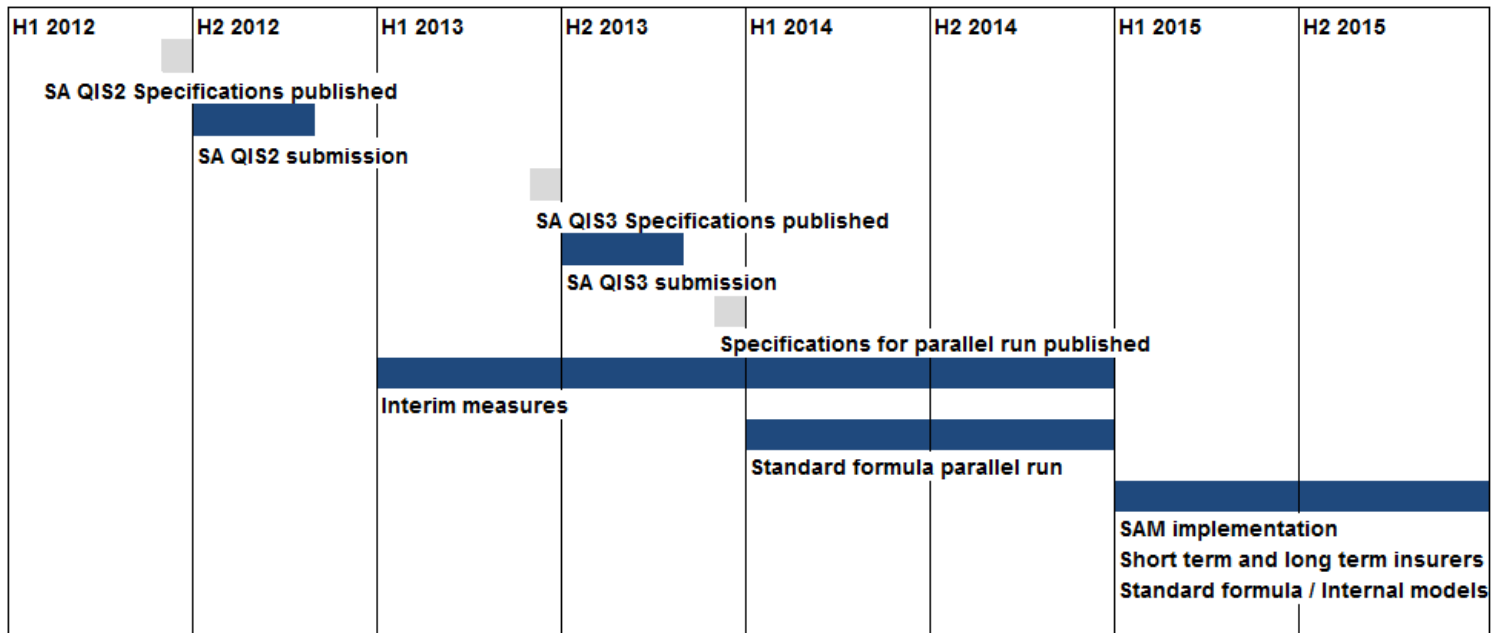 H1 2012
H2 2012
H1 2013
H2 2013
H1 2014
H2 2014
H1 2015
H2 2015
SA QIS2 Specifications published
SA QIS2 submission
SA QIS3 Specifications published
SA QIS3 submission
Specifications for parallel run published
Interim measures
Standard formula parallel run
SAM implementation
Short term and long term insurers
Standard formula / Internal models